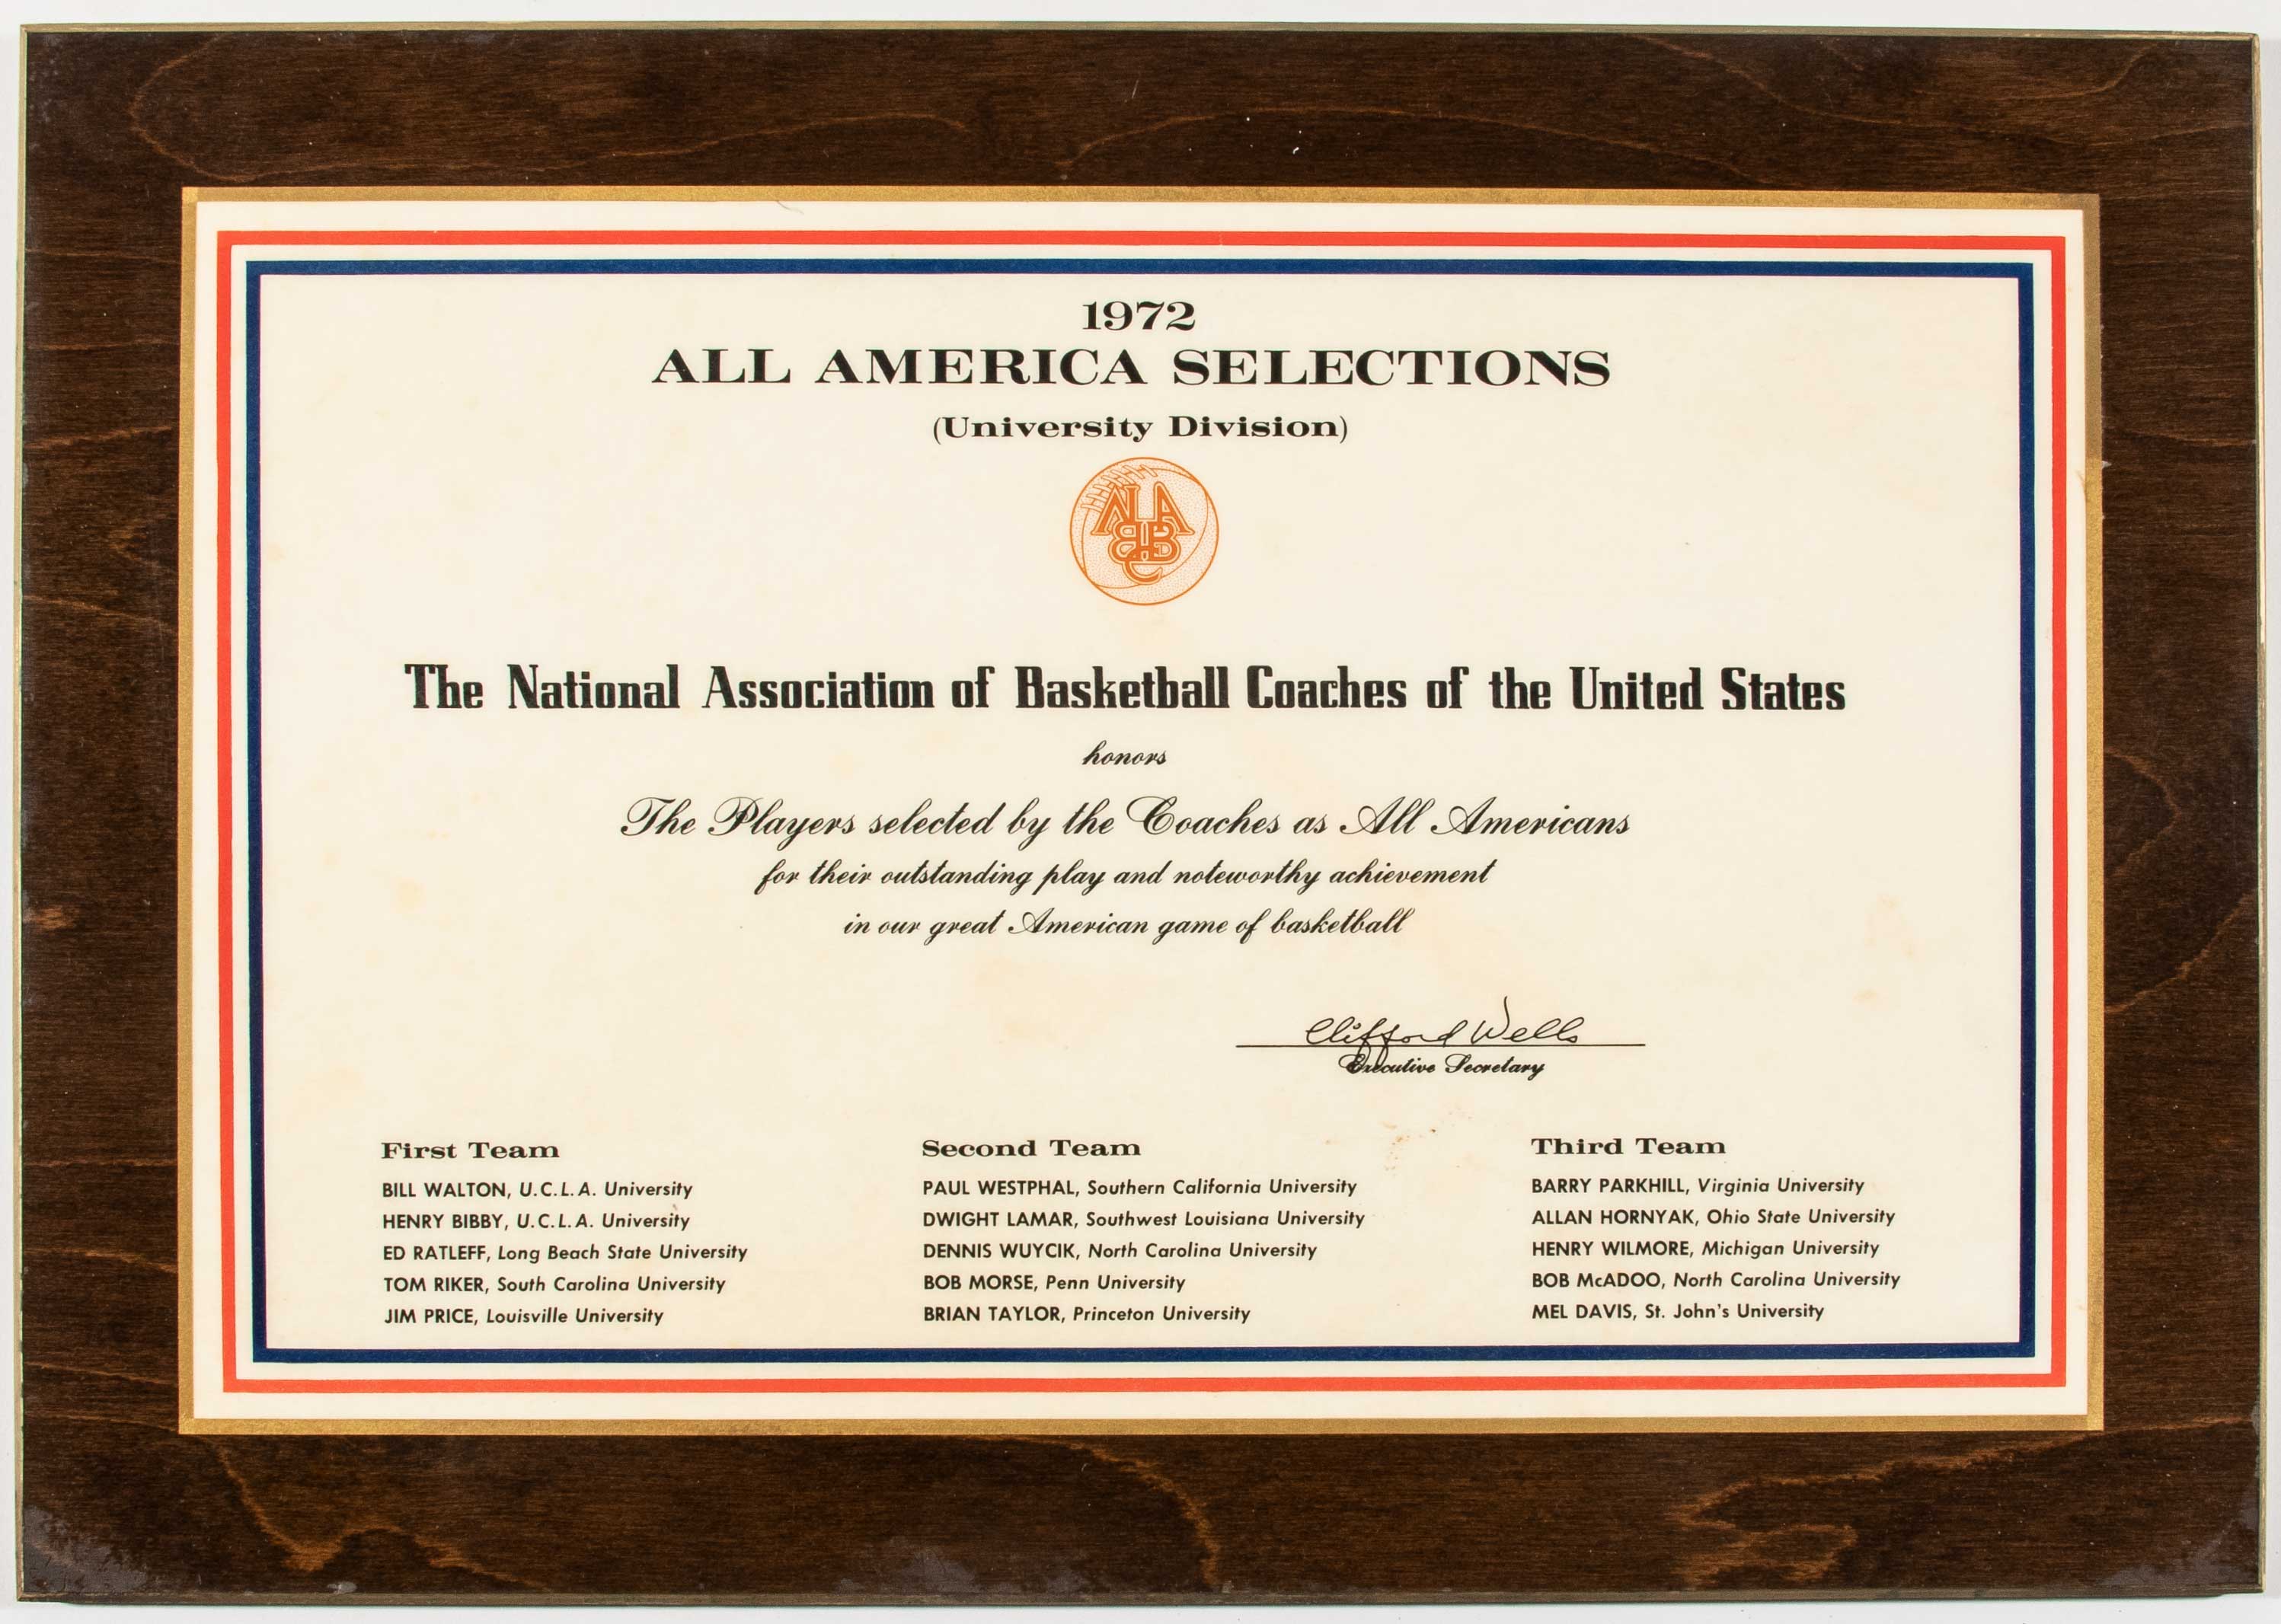 1972
ALL AMERICA SELECTIONS
(University Division)
NABC
The National Association of Basketball Coaches of the United States
honors
The Players selected by the Coaches as All Americans
for their outstanding play and noteworthy achievement
in our great American game of basketball
Clifford Wells
Executive Secretary
First Team
BILL WALTON, U.C.L.A. University
HENRY BIBBY, U.C.L.A. University
ED RATLEFF, Long Beach State University
TOM RIKER, South Carolina University
JIM PRICE, Louisville University
Second Team
PAUL WESTPHAL, Southern California University
DWIGHT LAMAR, Southwest Louisiana University
DENNIS WUYCIK, North Carolina University
BOB MORSE, Penn University
BRIAN TAYLOR, Princeton University
Third Team
BARRY PARKHILL, Virginia University
ALLAN HORNYAK, Ohio State University
HENRY WILMORE, Michigan University
BOB McADOO, North Carolina University
MEL DAVIS, St. John's University